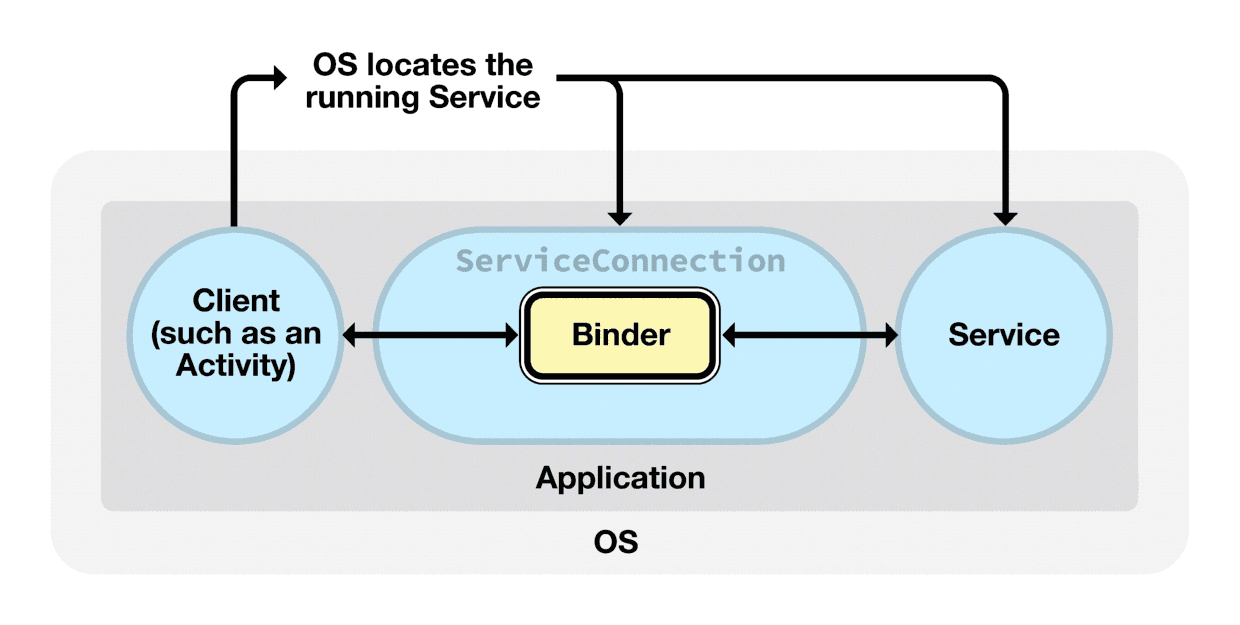 OS locates the
running Service
ServiceConnection
Client
(such as an
Activity)
Binder
Service
Application
OS